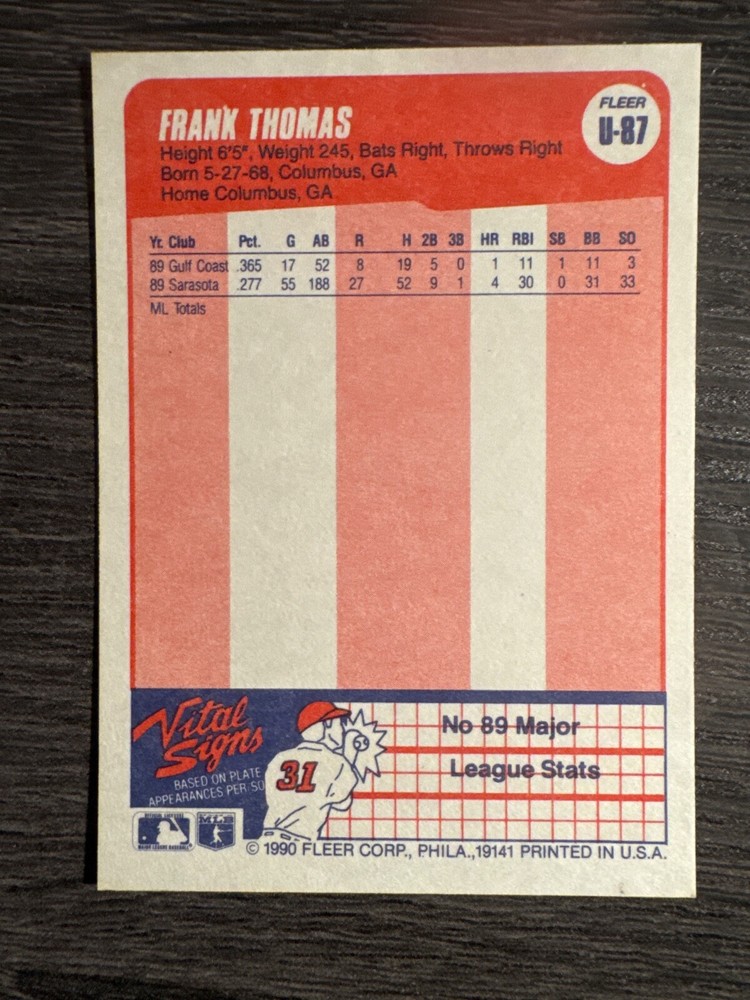 FRANK THOMAS
FLEER
U-87
Height 6'5", Weight 245, Bats Right, Throws Right
Born 5-27-68, Columbus, GA
Home Columbus, GA
Yr. Club Pct. G AB R H 2B 3B HR RBI SB BB SO
89 Gulf Coast .365 17 52 8 19 5 0 1 11 1 11 3
89 Sarasota .277 55 188 27 52 9 1 4 30 0 31 33
ML Totals
Vital
Signs
BASED ON PLATE
APPEARANCES PER SO
31
No 89 Major
League Stats
MLB
© 1990 FLEER CORP., PHILA.,19141 PRINTED IN U.S.A.